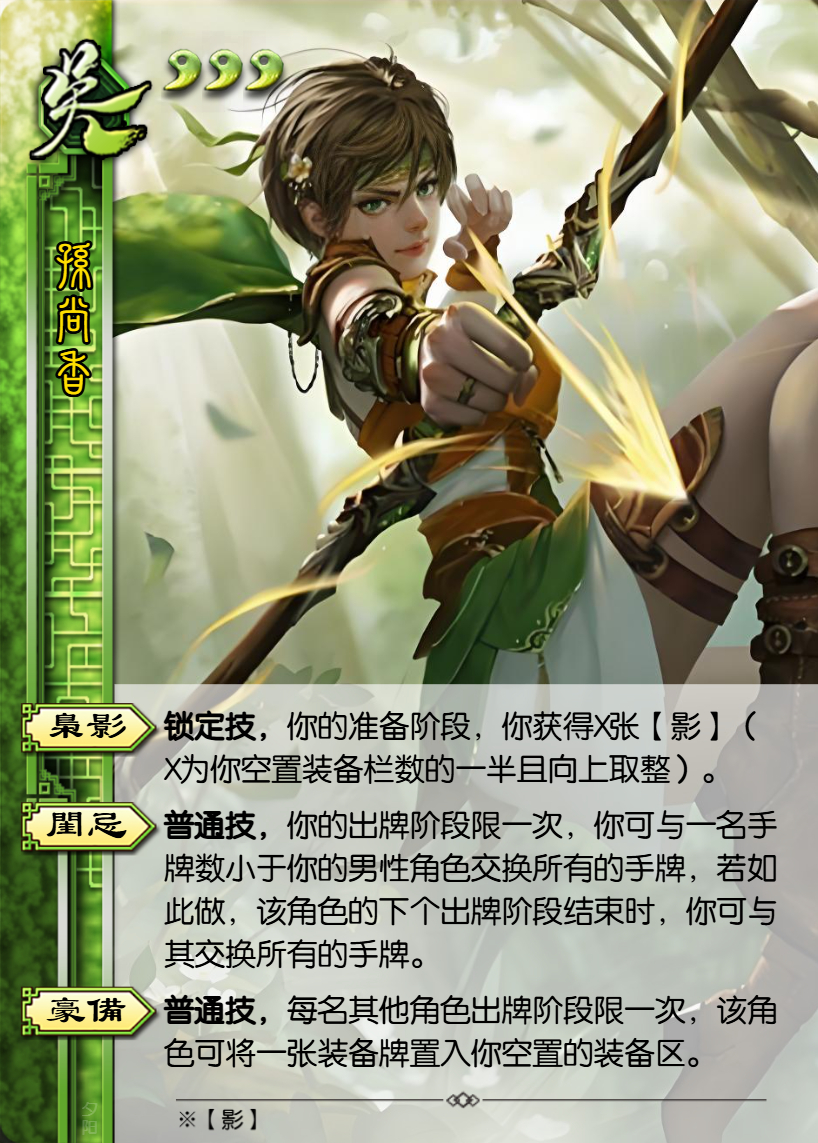 吴
孫尚香
梟影
锁定技，你的准备阶段，你获得X张【影】（
X为你空置装备栏数的一半且向上取整）。
閨忌
普通技，你的出牌阶段限一次，你可与一名手
牌数小于你的男性角色交换所有的手牌，若如
此做，该角色的下个出牌阶段结束时，你可与
其交换所有的手牌。
豪備
普通技，每名其他角色出牌阶段限一次，该角
色可将一张装备牌置入你空置的装备区。
※【影】
夕阳